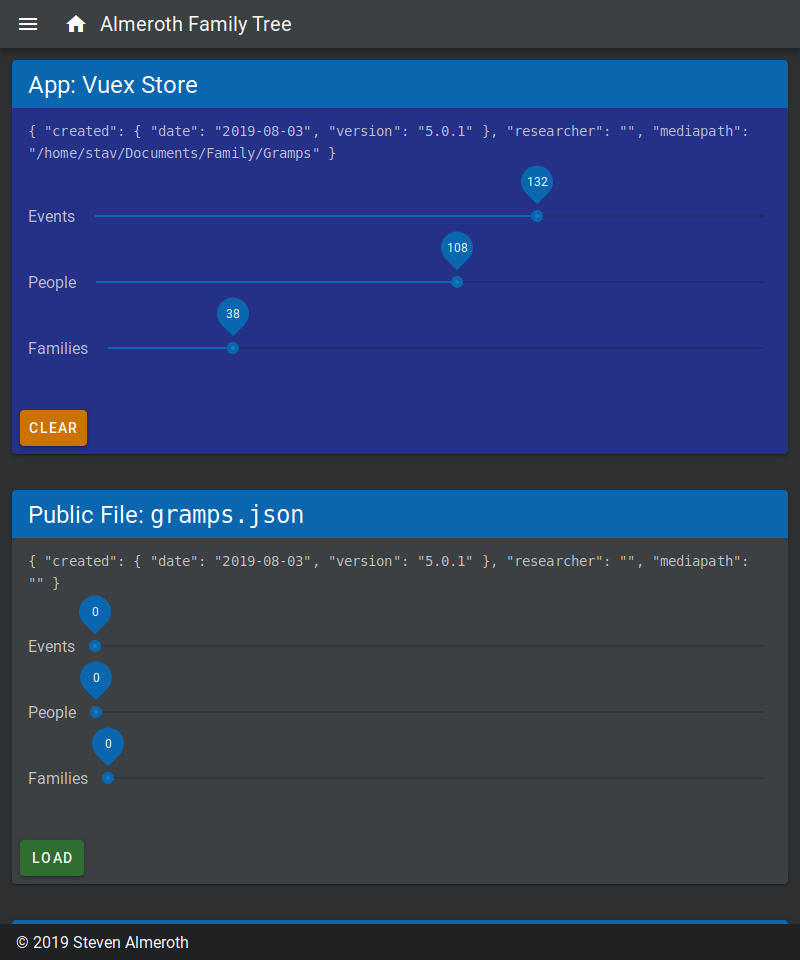 Almeroth Family Tree
App: Vuex Store
{ "created": { "date": "2019-08-03", "version": "5.0.1" }, "researcher": "", "mediapath":
"/home/stav/Documents/Family/Gramps" }
132
Events
108
People
38
Families
CLEAR
Public File: gramps.json
{ "created": { "date": "2019-08-03", "version": "5.0.1" }, "researcher": "", "mediapath":
"" }
0
Events
0
People
0
Families
LOAD
© 2019 Steven Almeroth